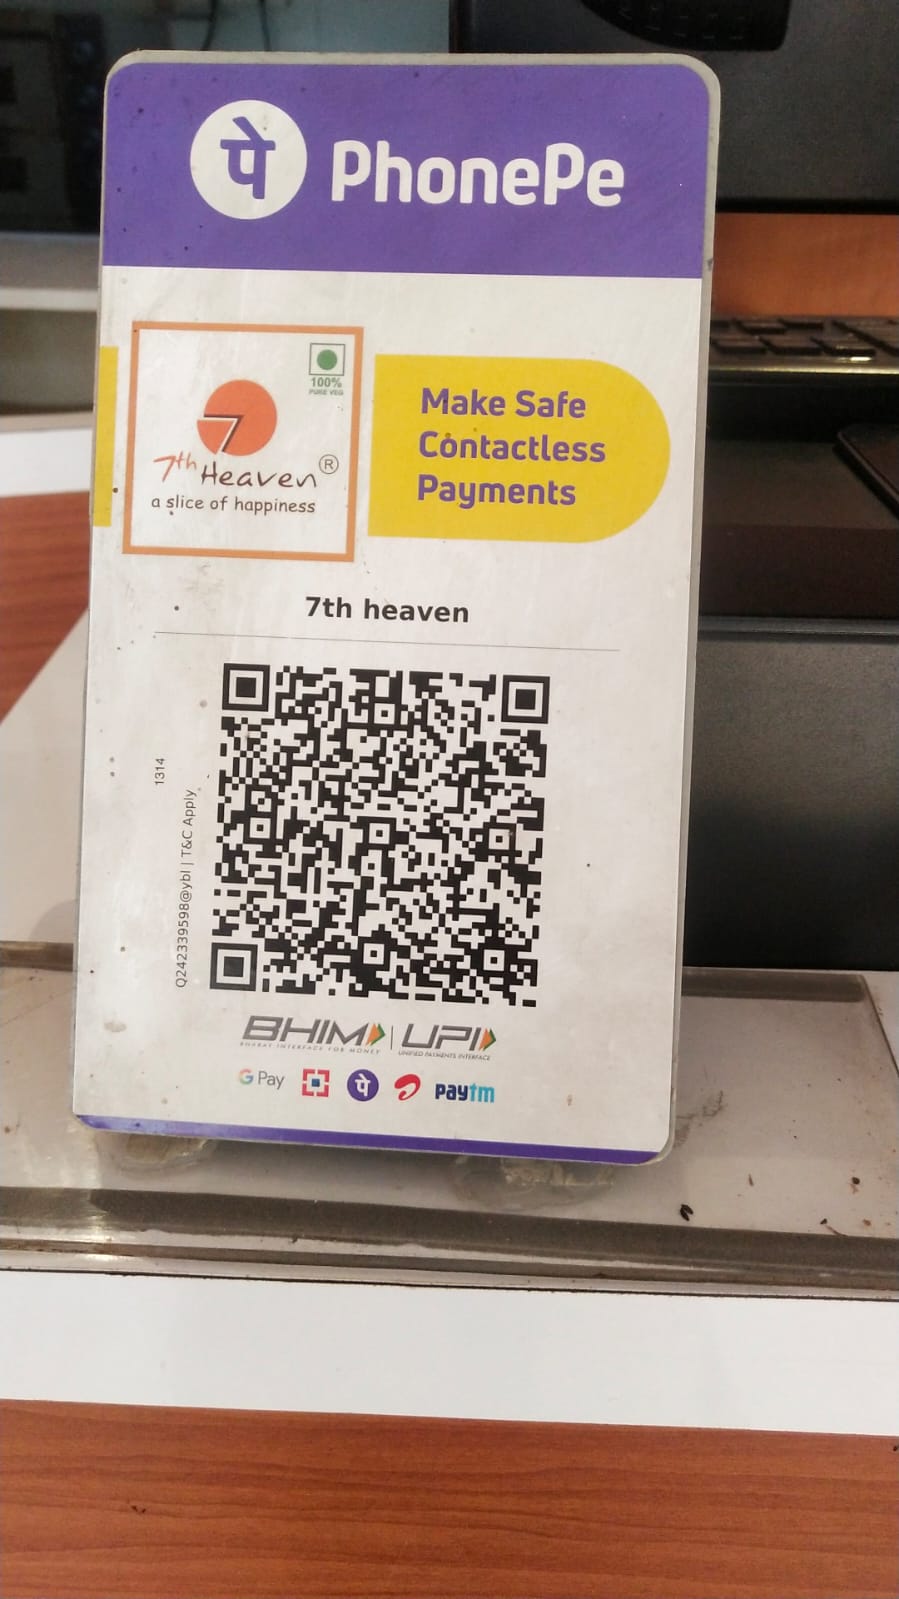 पे PhonePe
100%
PURE VEG
7
7th Heaven ®
a slice of happiness
Make Safe
Contactless
Payments
7th heaven
1314
Q242339598@ybl | T&C Apply
BHIM | UPI
BHARAT INTERFACE FOR MONEY UNIFIED PAYMENTS INTERFACE
G Pay पे paytm